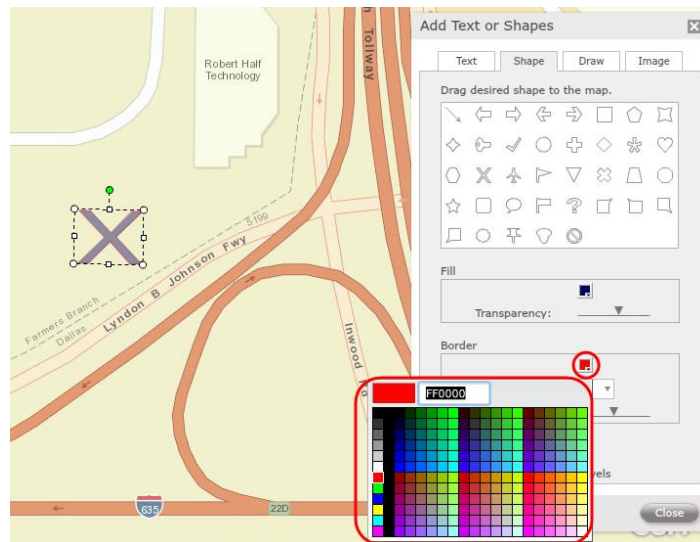 Add Text or Shapes
Text
Shape
Draw
Image
Drag desired shape to the map.
Fill
Transparency:
Border
FF0000
Close
Robert Half
Technology
Tollway
5199
Lyndon B Johnson Fwy
Farmers Branch
Dallas
Inwood
635
22D